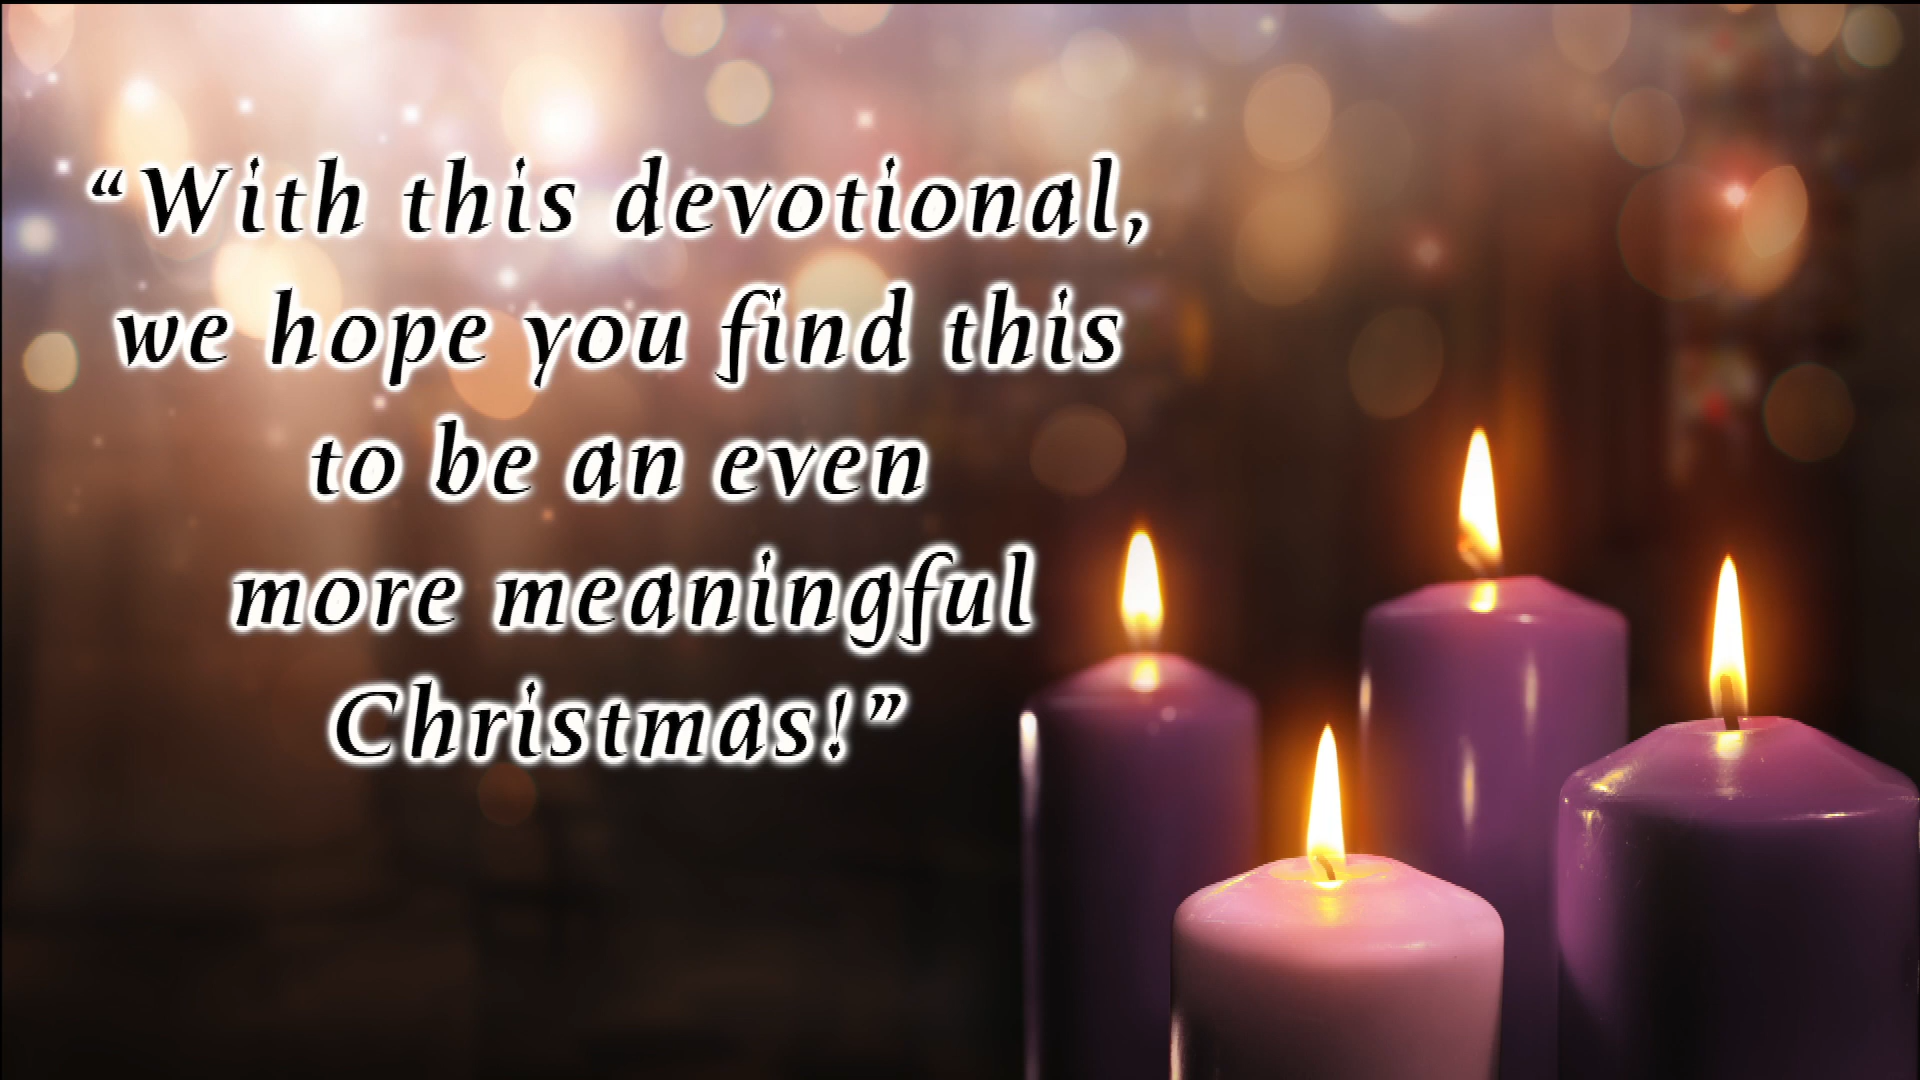 “With this devotional,
we hope you find this
to be an even
more meaningful
Christmas!”